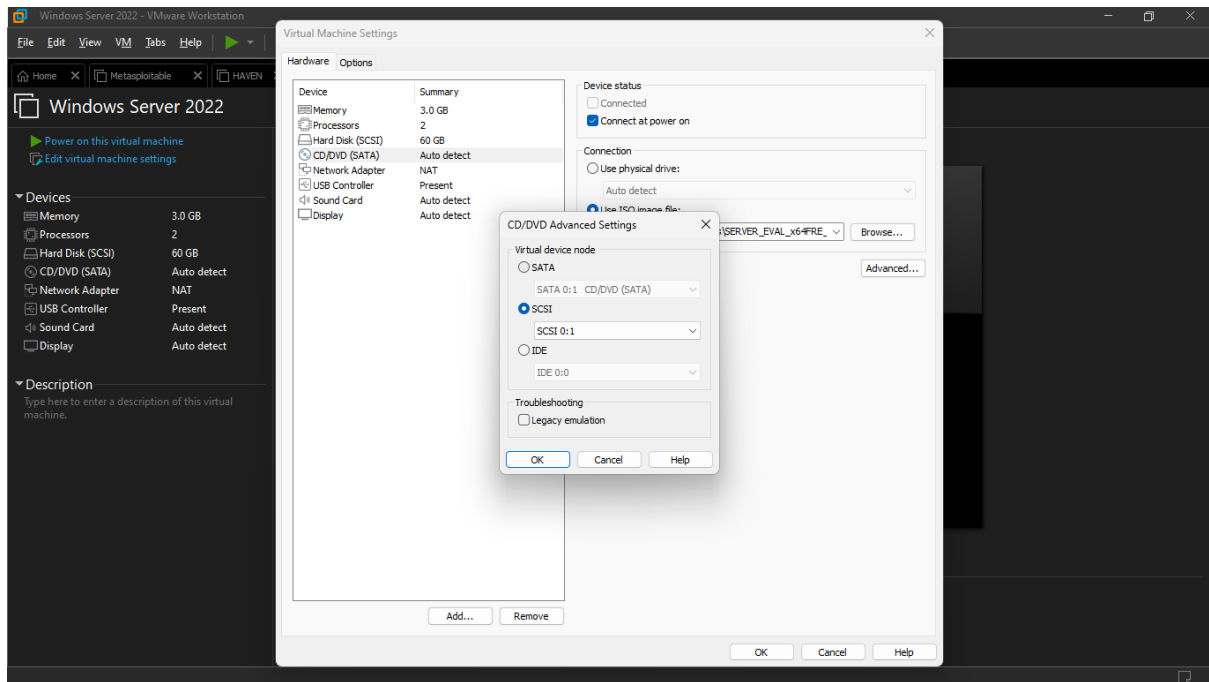 Windows Server 2022 - VMware Workstation
File Edit View VM Tabs Help
Home Metasploitable HAVEN
Windows Server 2022
Power on this virtual machine
Edit virtual machine settings
Devices
Memory 3.0 GB
Processors 2
Hard Disk (SCSI) 60 GB
CD/DVD (SATA) Auto detect
Network Adapter NAT
USB Controller Present
Sound Card Auto detect
Display Auto detect
Description
Type here to enter a description of this virtual
machine.
Virtual Machine Settings
Hardware Options
Device Summary
Memory 3.0 GB
Processors 2
Hard Disk (SCSI) 60 GB
CD/DVD (SATA) Auto detect
Network Adapter NAT
USB Controller Present
Sound Card Auto detect
Display Auto detect
Add... Remove
Device status
Connected
Connect at power on
Connection
Use physical drive:
Auto detect
Use ISO image file:
\SERVER_EVAL_x64FRE_ Browse...
Advanced...
CD/DVD Advanced Settings
Virtual device node
SATA
SATA 0:1 CD/DVD (SATA)
SCSI
SCSI 0:1
IDE
IDE 0:0
Troubleshooting
Legacy emulation
OK Cancel Help
OK Cancel Help